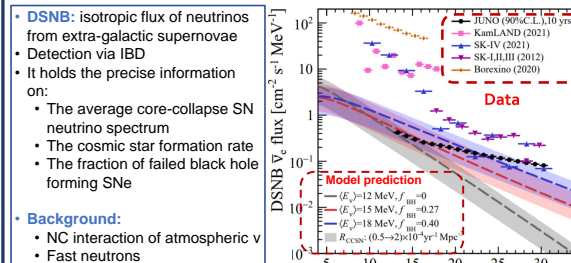 • DSNB: isotropic flux of neutrinos
from extra-galactic supernovae
• Detection via IBD
• It holds the precise information
on:
• The average core-collapse SN
neutrino spectrum
• The cosmic star formation rate
• The fraction of failed black hole
forming SNe
• Background:
• NC interaction of atmospheric ν
• Fast neutrons
DSNB ν̄e flux [cm-2 s-1 MeV-1]
10²
10
1
10⁻¹
10⁻²
10⁻³
JUNO (90%C.L.),10 yrs
KamLAND (2021)
SK-IV (2021)
SK-I,II,III (2012)
Borexino (2020)
Data
Model prediction
⟨Eν⟩=12 MeV, fBH=0
⟨Eν⟩=15 MeV, fBH=0.27
⟨Eν⟩=18 MeV, fBH=0.40
RCCSN: (0.5→2)×10⁻⁴yr⁻¹ Mpc⁻³
5 10 15 20 25 30